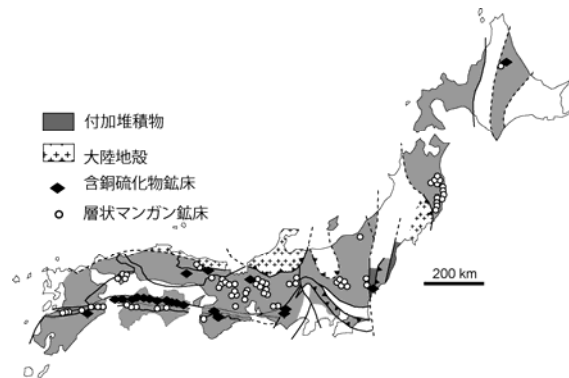 付加堆積物
大陸地殻
含銅硫化物鉱床
層状マンガン鉱床
200 km